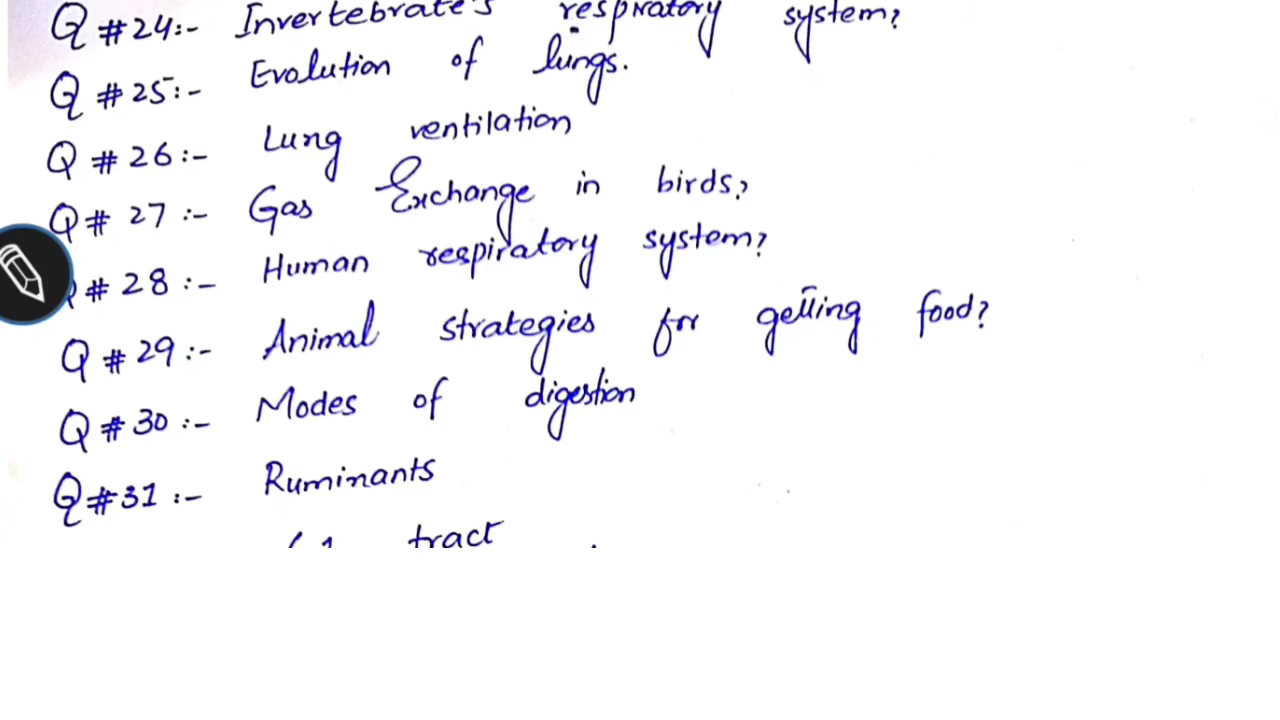 Q #24:- Invertebrate's respiratory system?
Q #25:- Evolution of lungs.
Q #26:- Lung ventilation
Q# 27 :- Gas Exchange in birds?
# 28 :- Human respiratory system?
Q # 29 :- Animal strategies for getting food?
Q #30 :- Modes of digestion
Q#31 :- Ruminants
tract